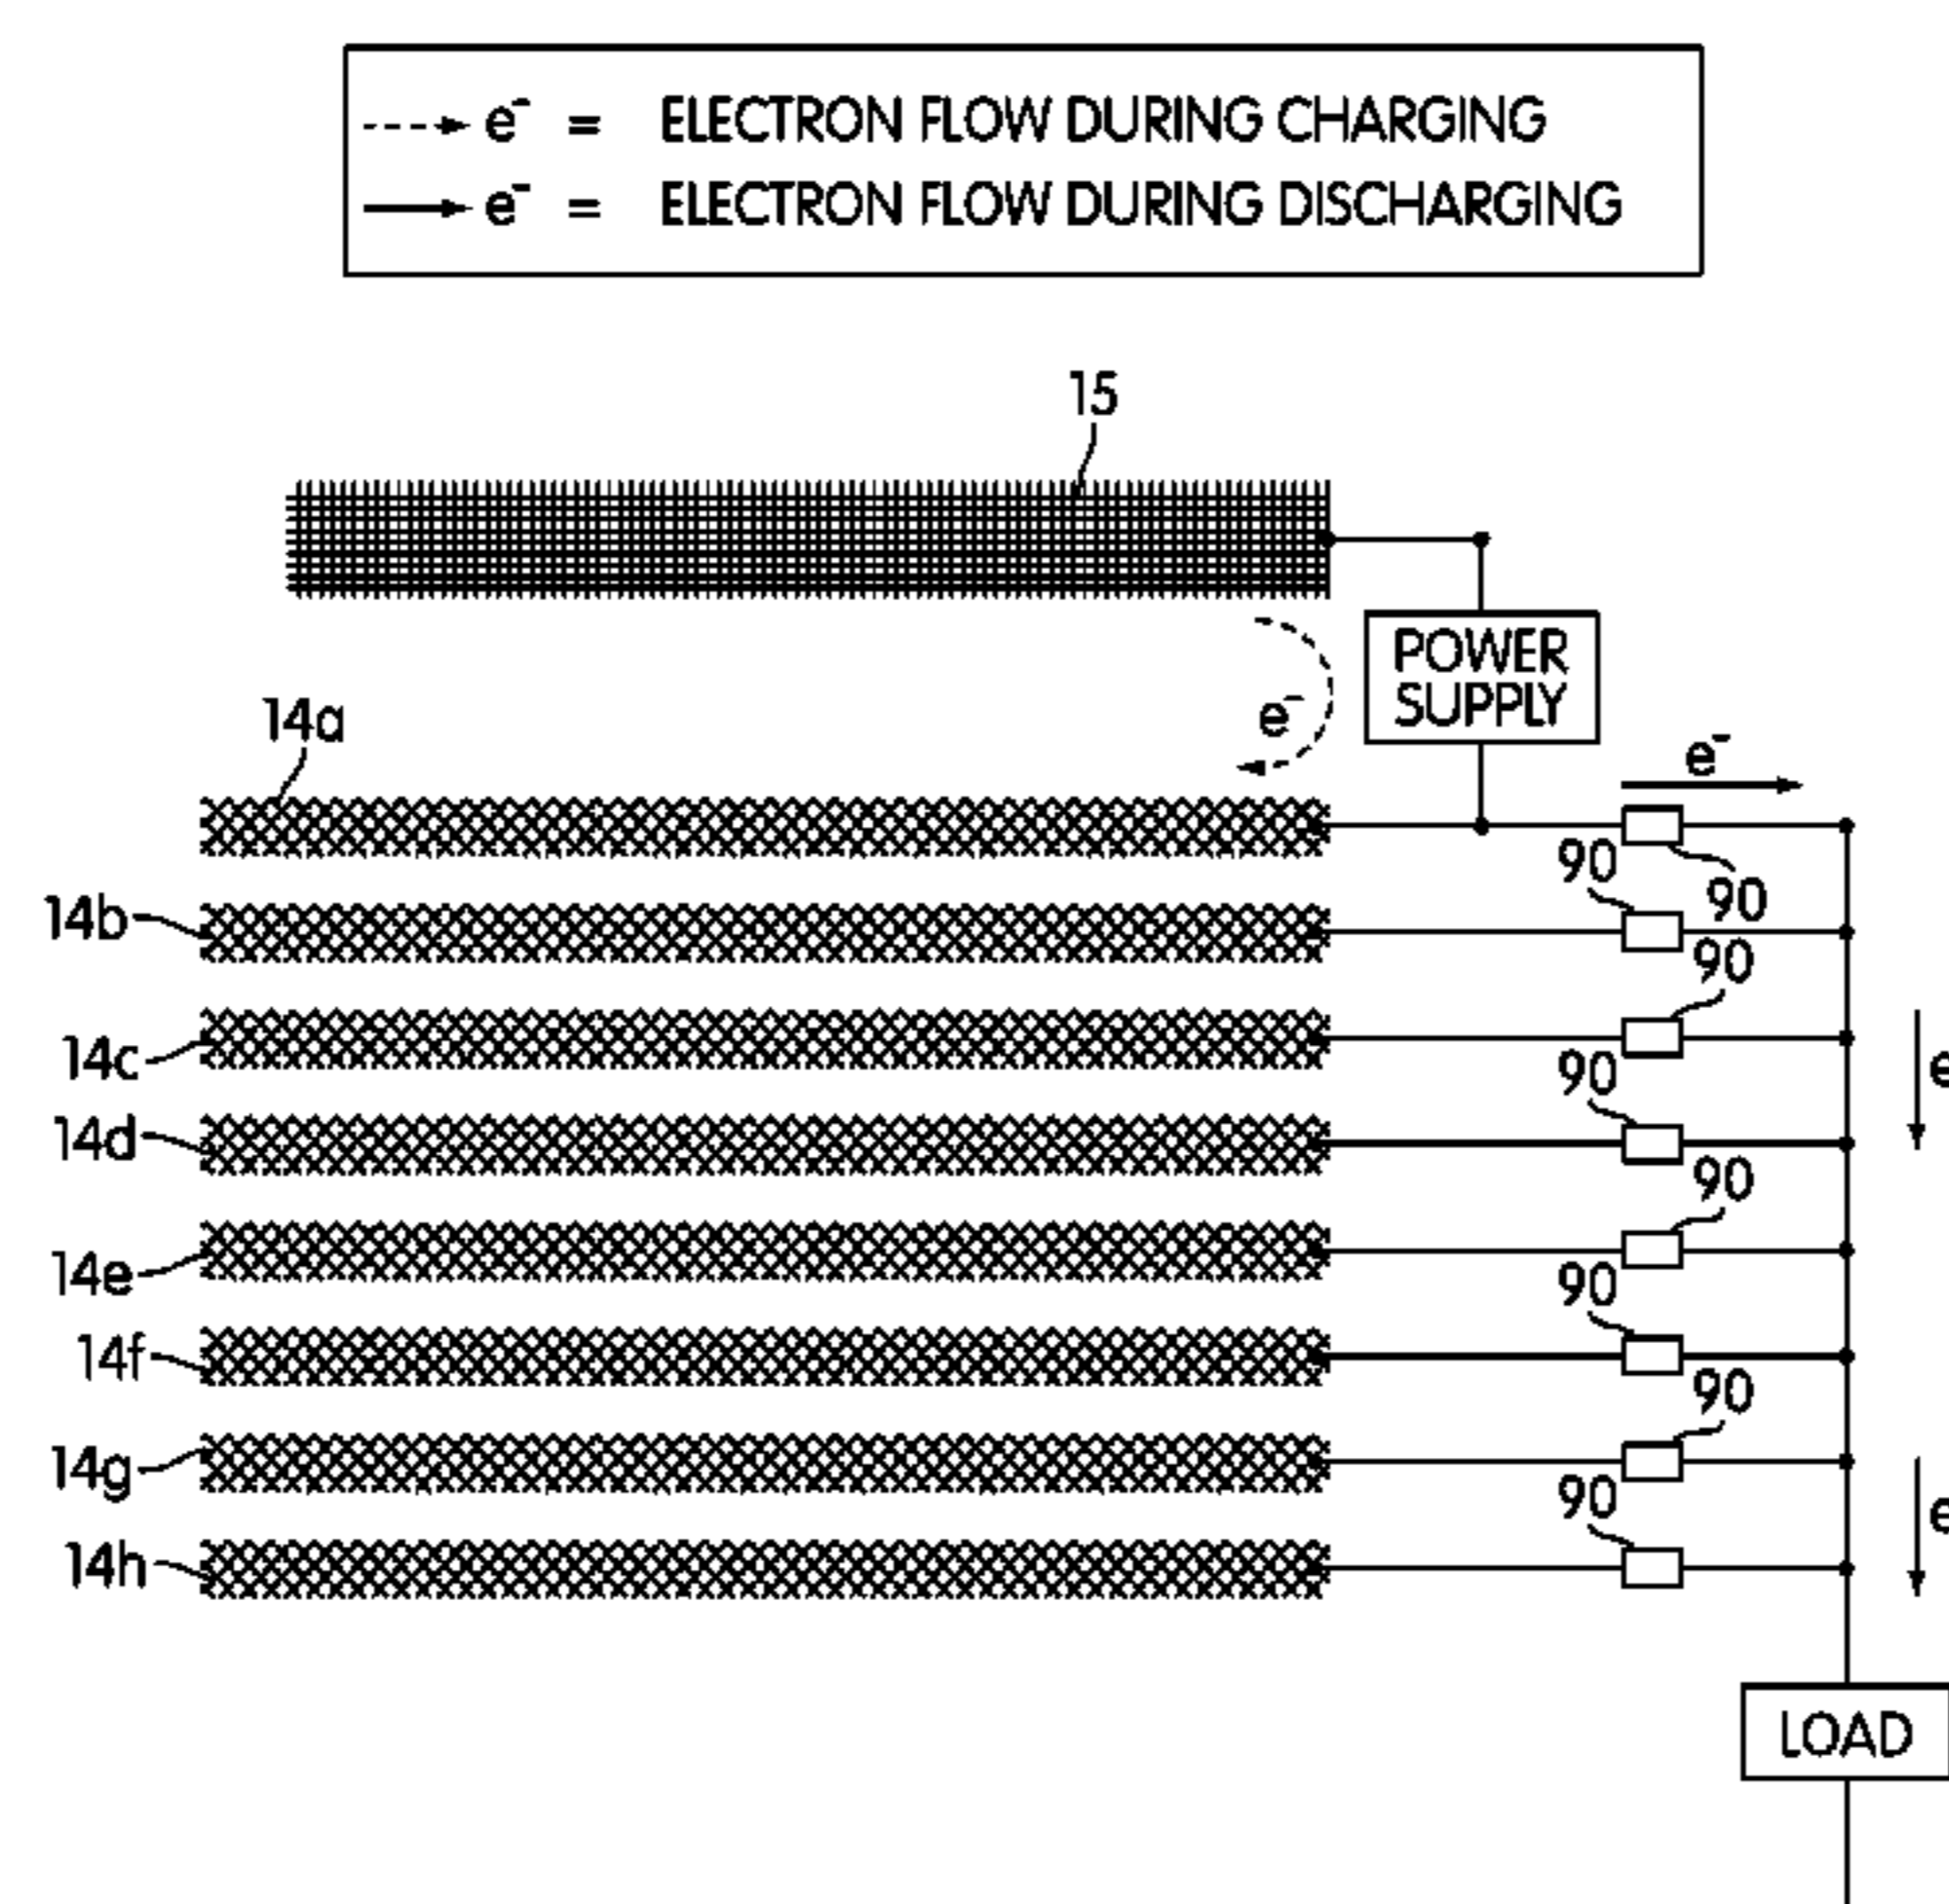 e⁻ = ELECTRON FLOW DURING CHARGING
e⁻ = ELECTRON FLOW DURING DISCHARGING
15
POWER
SUPPLY
e⁻
14a
e⁻
90
90
14b
90
14c
90
14d
90
14e
90
14f
90
14g
90
14h
e
e
LOAD